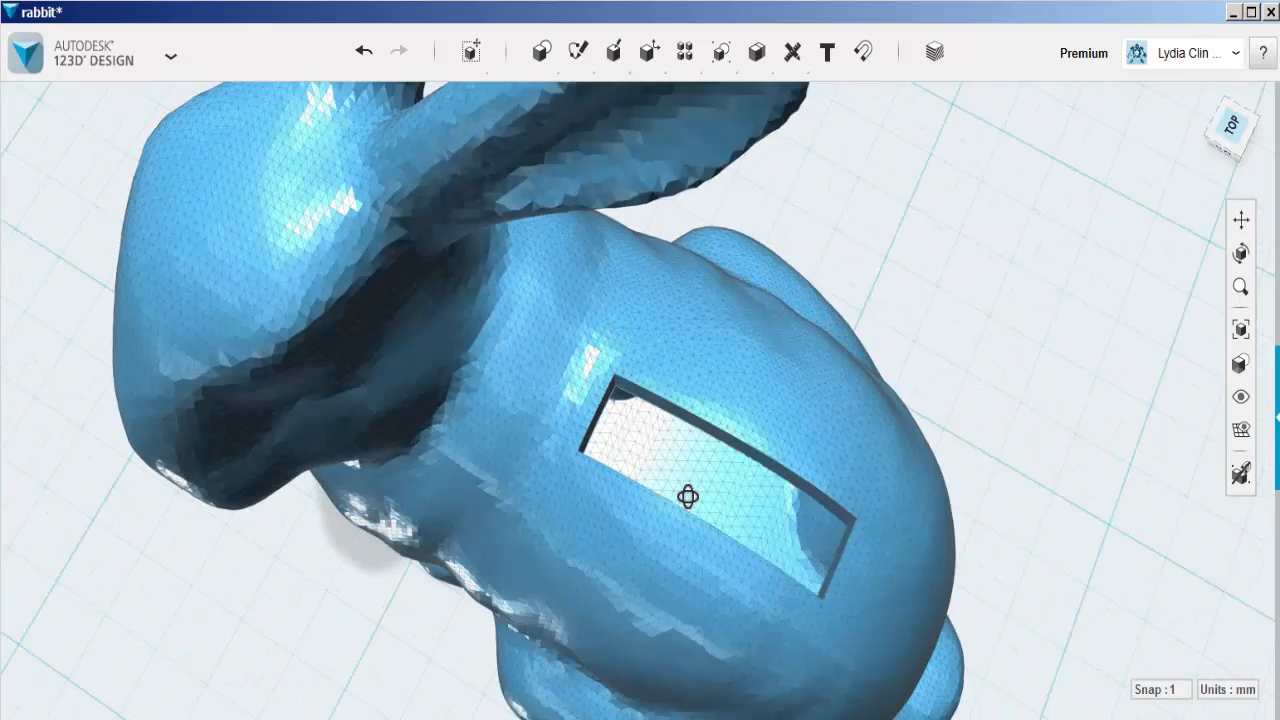 rabbit*
AUTODESK®
123D® DESIGN
T
Premium
Lydia Clin ...
?
TOP
Snap : 1
Units : mm